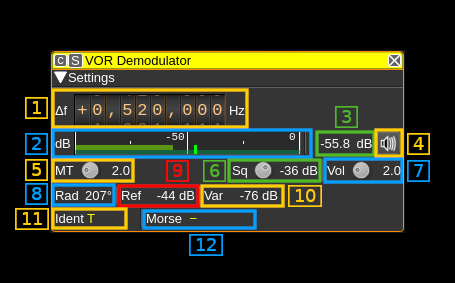 C S VOR Demodulator
▼Settings
1 Δf +0,520,000 Hz
3
2 dB -50 0 -55.8 dB 4
5 MT 2.0 9 6 Sq -36 dB Vol 2.0 7
8 Rad 207° Ref -44 dB Var -76 dB 10
11 Ident T Morse –
12